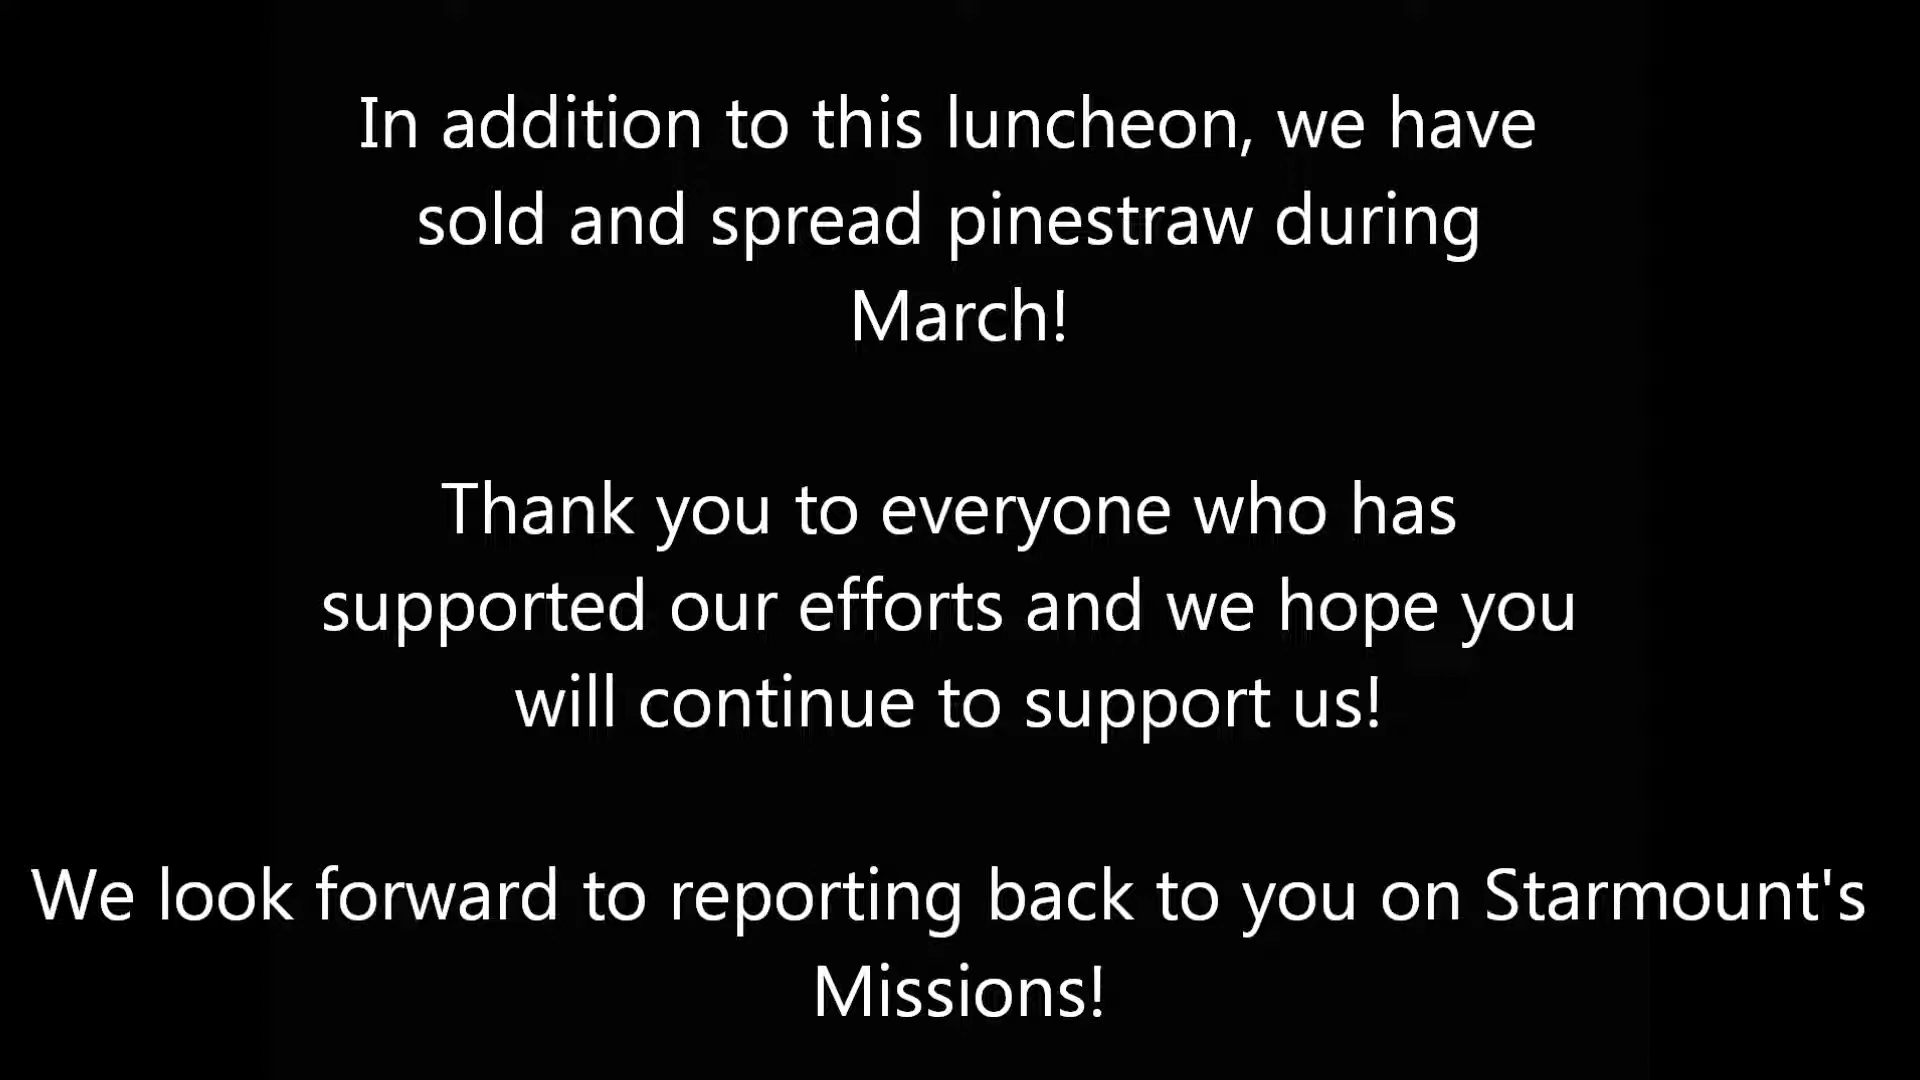 In addition to this luncheon, we have
sold and spread pinestraw during
March!
Thank you to everyone who has
supported our efforts and we hope you
will continue to support us!
We look forward to reporting back to you on Starmount's
Missions!